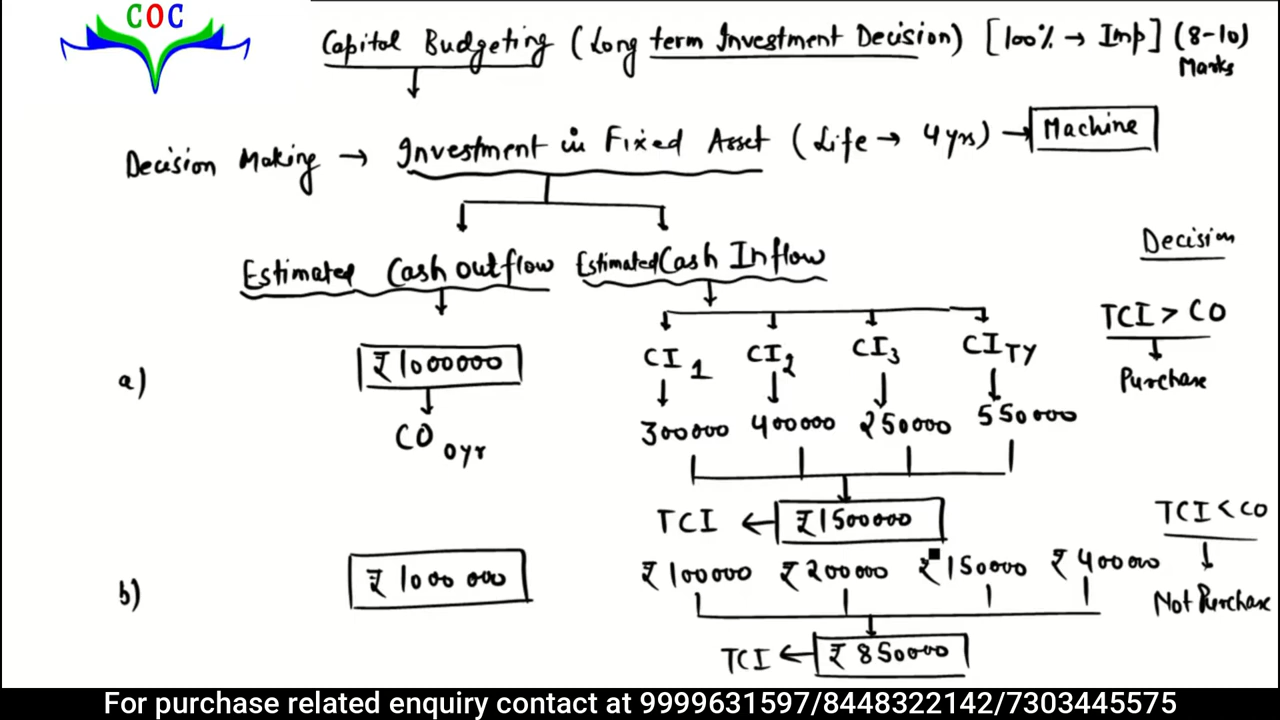 COC
Capital Budgeting (Long term Investment Decision) [100% → Imp] (8-10)
Marks
Decision Making → Investment in Fixed Asset (Life → 4 yrs) → Machine
Decision
Estimated Cash outflow Estimated Cash Inflow
TCI > CO
CI1 CI2 CI3 CITY
a) ₹1000000
Purchase
300000 400000 250000 550000
CO 0yr
TCI ← ₹1500000
TCI < CO
b) ₹1000 000 ₹100000 ₹200000 ₹150000 ₹400000
Not Purchase
TCI ← ₹850000
For purchase related enquiry contact at 9999631597/8448322142/7303445575